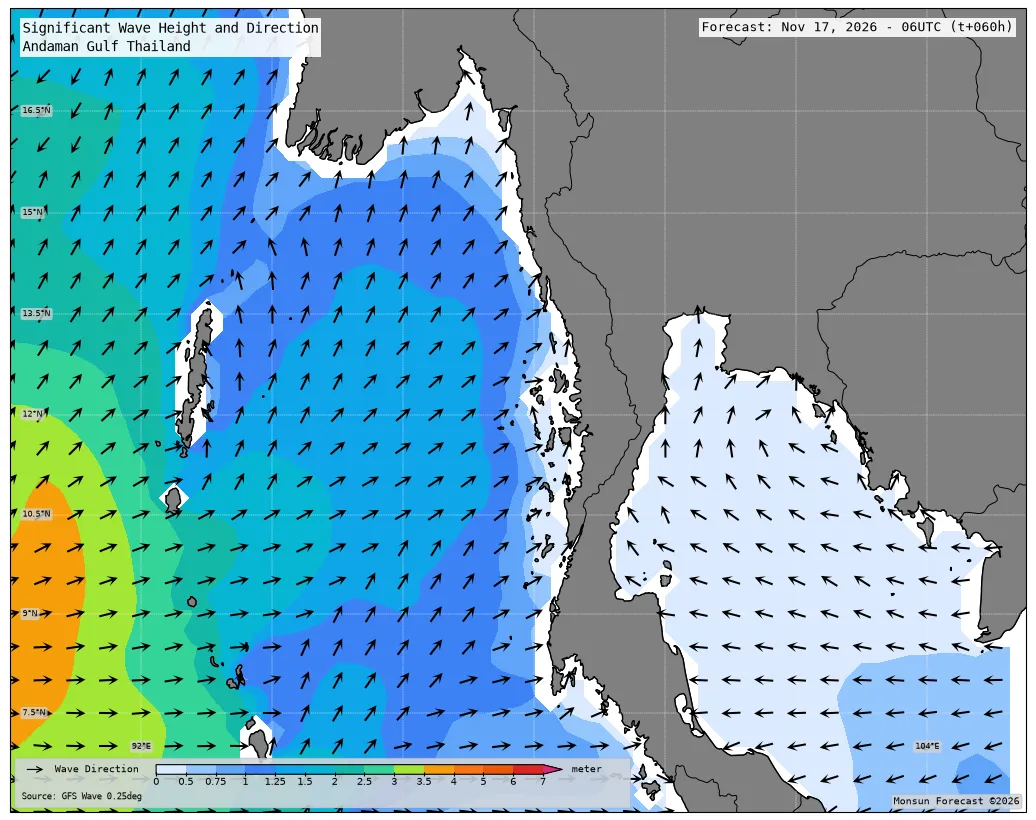 Significant Wave Height and Direction
Andaman Gulf Thailand
Forecast: Nov 17, 2026 - 06UTC (t+060h)
16.5°N
15°N
13.5°N
12°N
10.5°N
9°N
7.5°N
92°E
104°E
Wave Direction
0 0.5 0.75 1 1.25 1.5 2 2.5 3 3.5 4 5 6 7
meter
Source: GFS Wave 0.25deg
Monsun Forecast ©2026